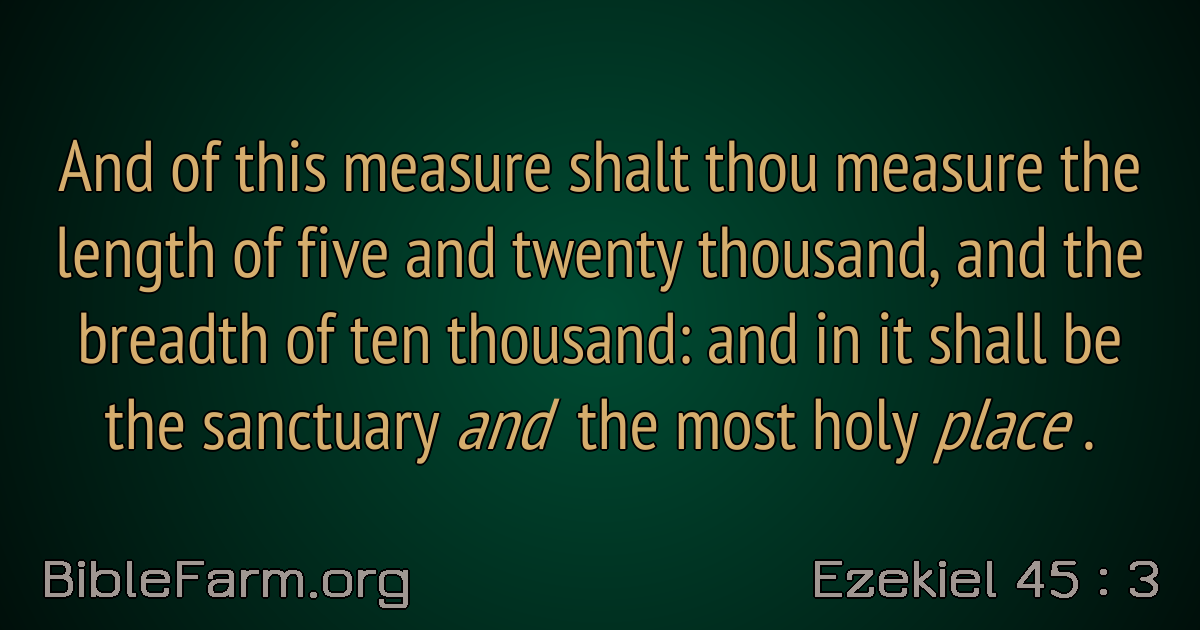 And of this measure shalt thou measure the
length of five and twenty thousand, and the
breadth of ten thousand: and in it shall be
the sanctuary and the most holy place .
BibleFarm.org
Ezekiel 45 : 3